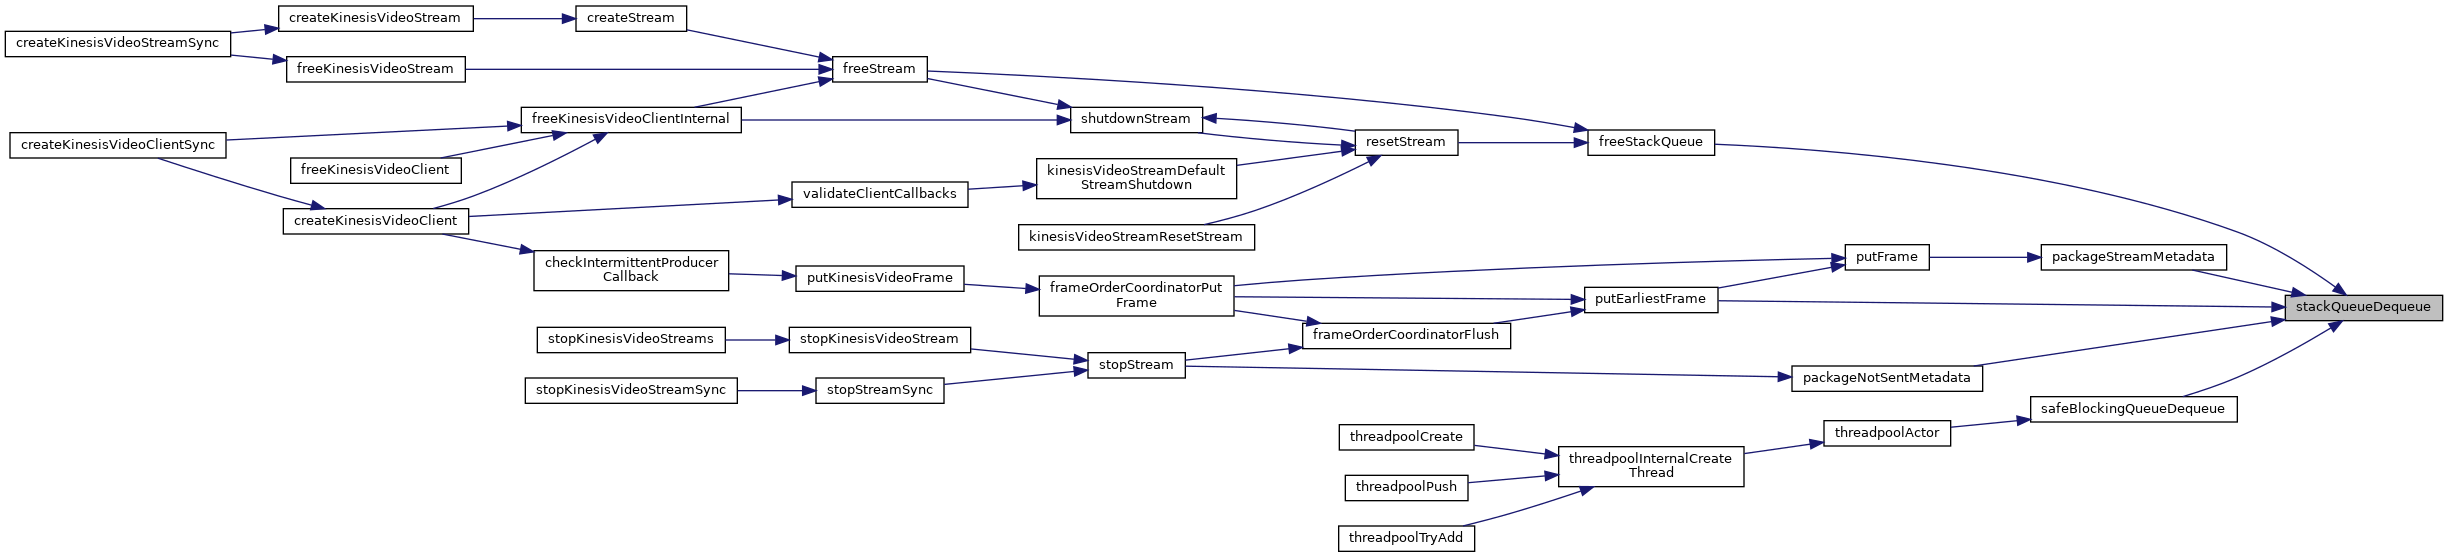 createKinesisVideoStreamSync
createKinesisVideoStream
createStream
freeKinesisVideoStream
freeStream
freeKinesisVideoClientInternal
shutdownStream
createKinesisVideoClientSync
freeKinesisVideoClient
resetStream
freeStackQueue
kinesisVideoStreamDefault
StreamShutdown
validateClientCallbacks
createKinesisVideoClient
kinesisVideoStreamResetStream
checkIntermittentProducer
Callback
putKinesisVideoFrame
frameOrderCoordinatorPut
Frame
putFrame
packageStreamMetadata
putEarliestFrame
stackQueueDequeue
frameOrderCoordinatorFlush
stopKinesisVideoStreams
stopKinesisVideoStream
stopStream
stopKinesisVideoStreamSync
stopStreamSync
packageNotSentMetadata
safeBlockingQueueDequeue
threadpoolCreate
threadpoolActor
threadpoolInternalCreate
Thread
threadpoolPush
threadpoolTryAdd